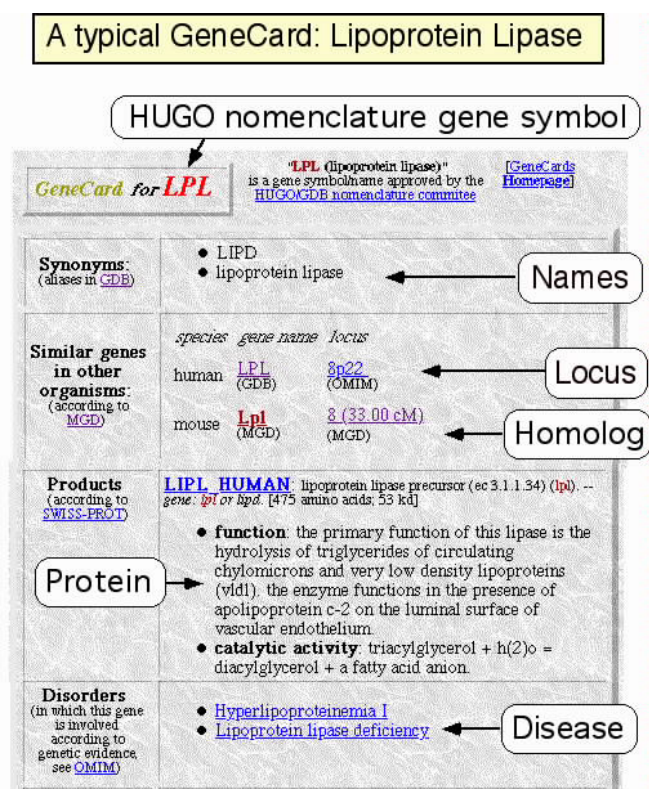 A typical GeneCard: Lipoprotein Lipase
HUGO nomenclature gene symbol
GeneCard for LPL
"LPL (lipoprotein lipase)"
is a gene symbol/name approved by the
HUGO/GDB nomenclature commitee
[GeneCards
Homepage]
Synonyms:
(aliases in GDB)
● LIPD
● lipoprotein lipase
Names
Similar genes
in other
organisms:
(according to
MGD)
species gene name locus
human LPL 8p22
(GDB) (OMIM)
mouse Lpl 8 (33.00 cM)
(MGD) (MGD)
Locus
Homolog
Products
(according to
SWISS-PROT)
LIPL_HUMAN: lipoprotein lipase precursor (ec 3.1.1.34) (lpl). --
gene: lpl or lipd. [475 amino acids; 53 kd]
● function: the primary function of this lipase is the
hydrolysis of triglycerides of circulating
chylomicrons and very low density lipoproteins
(vldl). the enzyme functions in the presence of
apolipoprotein c-2 on the luminal surface of
vascular endothelium.
● catalytic activity: triacylglycerol + h(2)o =
diacylglycerol + a fatty acid anion.
Protein
Disorders
(in which this gene
is involved
according to
genetic evidence,
see OMIM)
● Hyperlipoproteinemia I
● Lipoprotein lipase deficiency
Disease